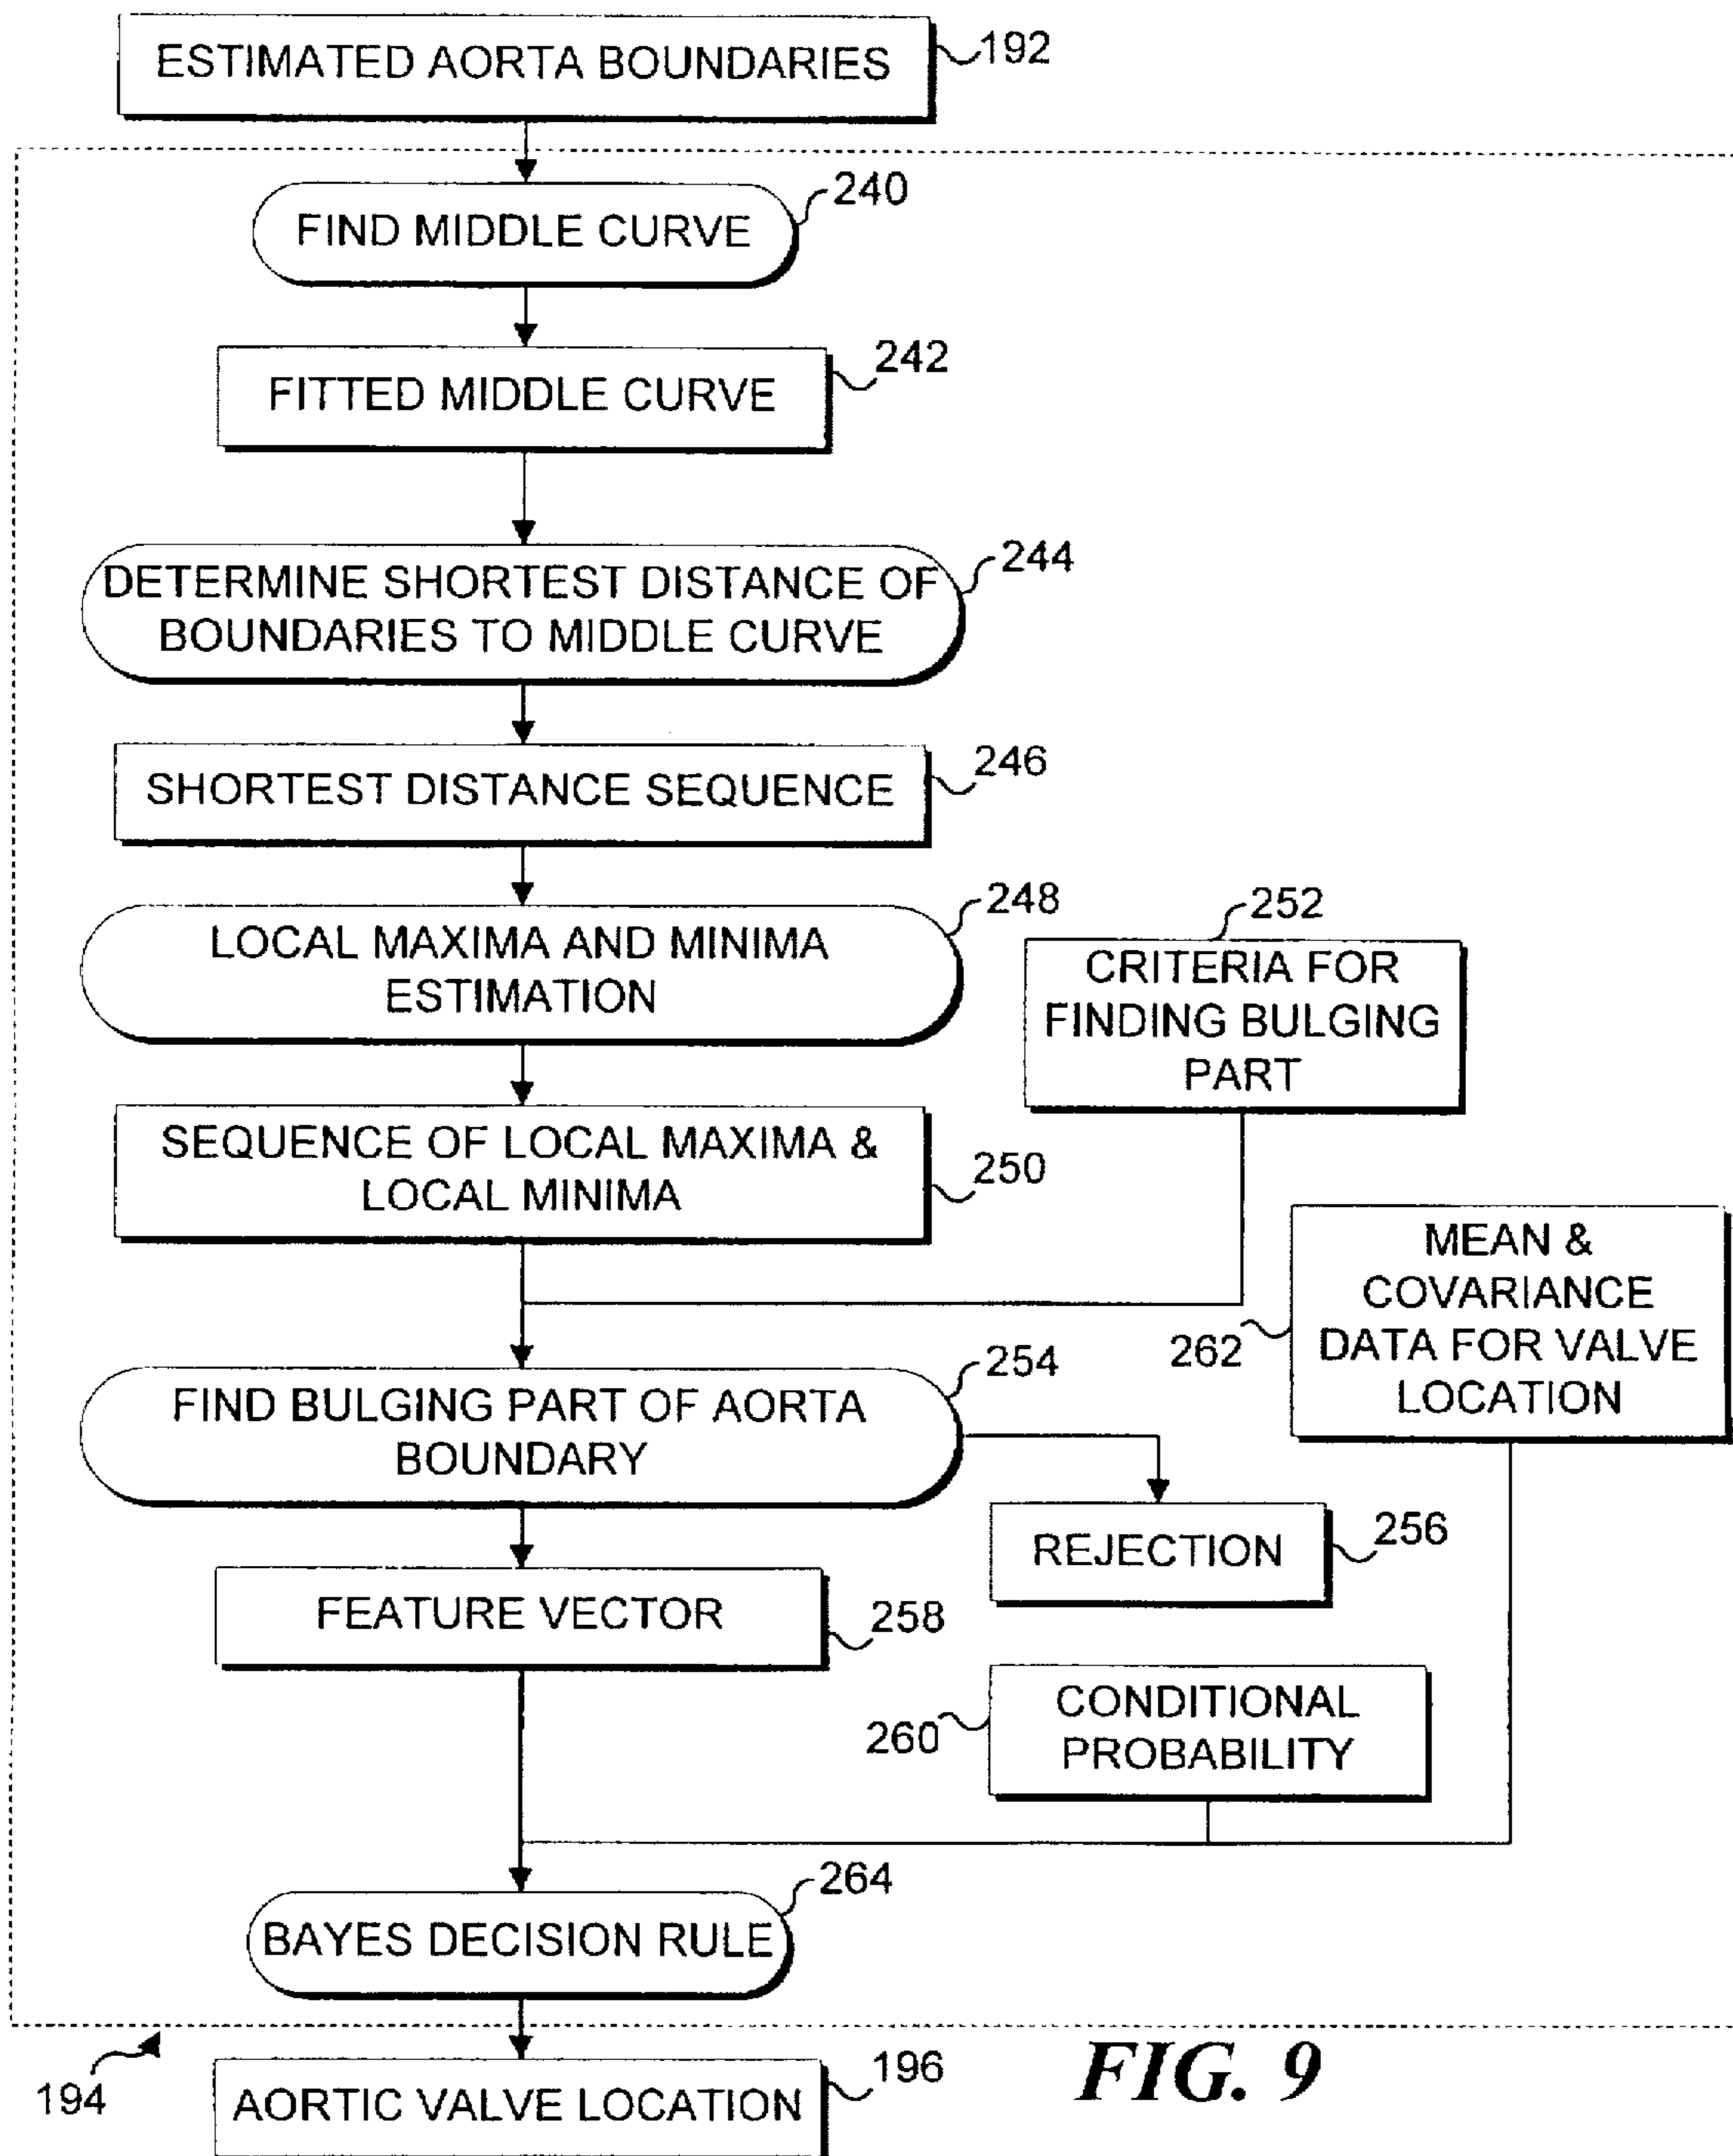 ESTIMATED AORTA BOUNDARIES
192
FIND MIDDLE CURVE
240
FITTED MIDDLE CURVE
242
DETERMINE SHORTEST DISTANCE OF
BOUNDARIES TO MIDDLE CURVE
244
SHORTEST DISTANCE SEQUENCE
246
LOCAL MAXIMA AND MINIMA
ESTIMATION
248
252
CRITERIA FOR
FINDING BULGING
PART
SEQUENCE OF LOCAL MAXIMA &
LOCAL MINIMA
250
MEAN &
COVARIANCE
DATA FOR VALVE
LOCATION
262
FIND BULGING PART OF AORTA
BOUNDARY
254
REJECTION
256
FEATURE VECTOR
258
CONDITIONAL
PROBABILITY
260
BAYES DECISION RULE
264
194
AORTIC VALVE LOCATION
196
FIG. 9